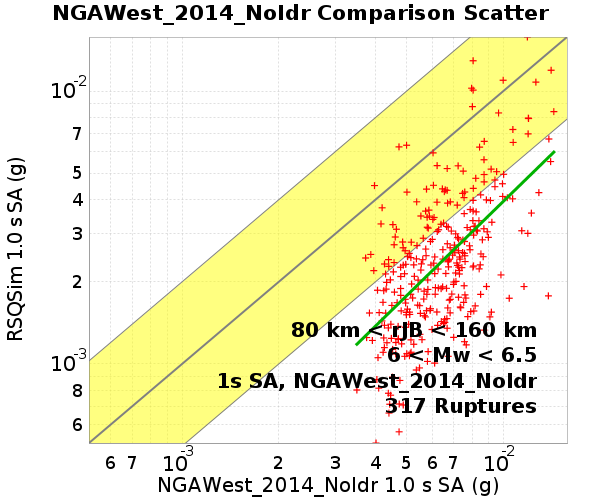 NGAWest_2014_NoIdr Comparison Scatter
RSQSim 1.0 s SA (g)
10-2
7
5
4
3
2
10-3
8
6
80 km < rJB < 160 km
6 < Mw < 6.5
1s SA, NGAWest_2014_NoIdr
317 Ruptures
6 7 10-3 2 3 4 5 6 7 10-2
NGAWest_2014_NoIdr 1.0 s SA (g)